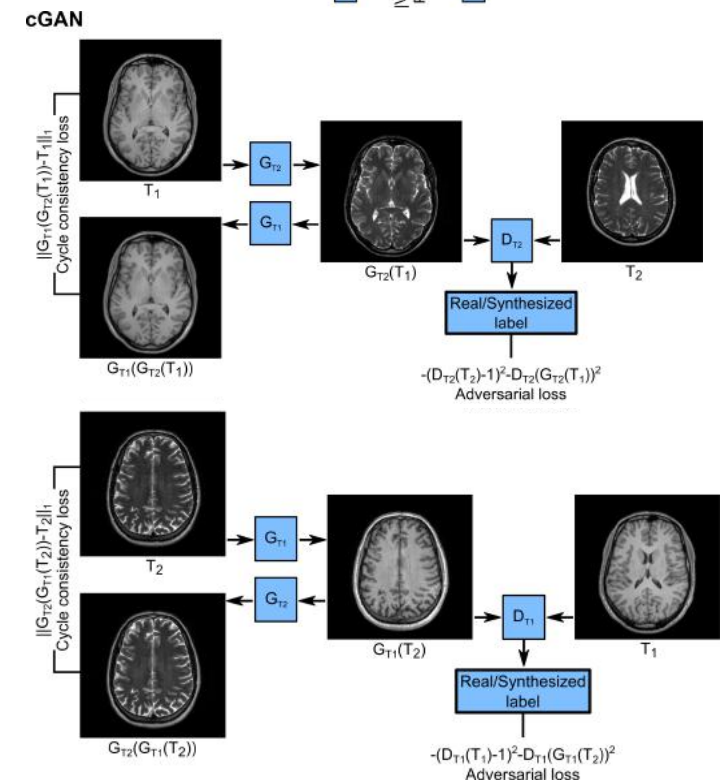 cGAN
||G_T1(G_T2(T₁))-T₁||₁
Cycle consistency loss
T₁
G_T2
G_T1
G_T1(G_T2(T₁))
G_T2(T₁)
D_T2
T₂
Real/Synthesized
label
-(D_T2(T₂)-1)²-D_T2(G_T2(T₁))²
Adversarial loss
||G_T2(G_T1(T₂))-T₂||₁
Cycle consistency loss
T₂
G_T1
G_T2
G_T2(G_T1(T₂))
G_T1(T₂)
D_T1
T₁
Real/Synthesized
label
-(D_T1(T₁)-1)²-D_T1(G_T1(T₂))²
Adversarial loss